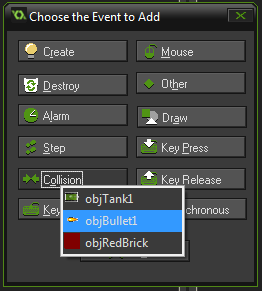 Choose the Event to Add
Create
Mouse
Destroy
Other
Alarm
Draw
Step
Key Press
Collision
Key Release
objTank1
objBullet1
objRedBrick